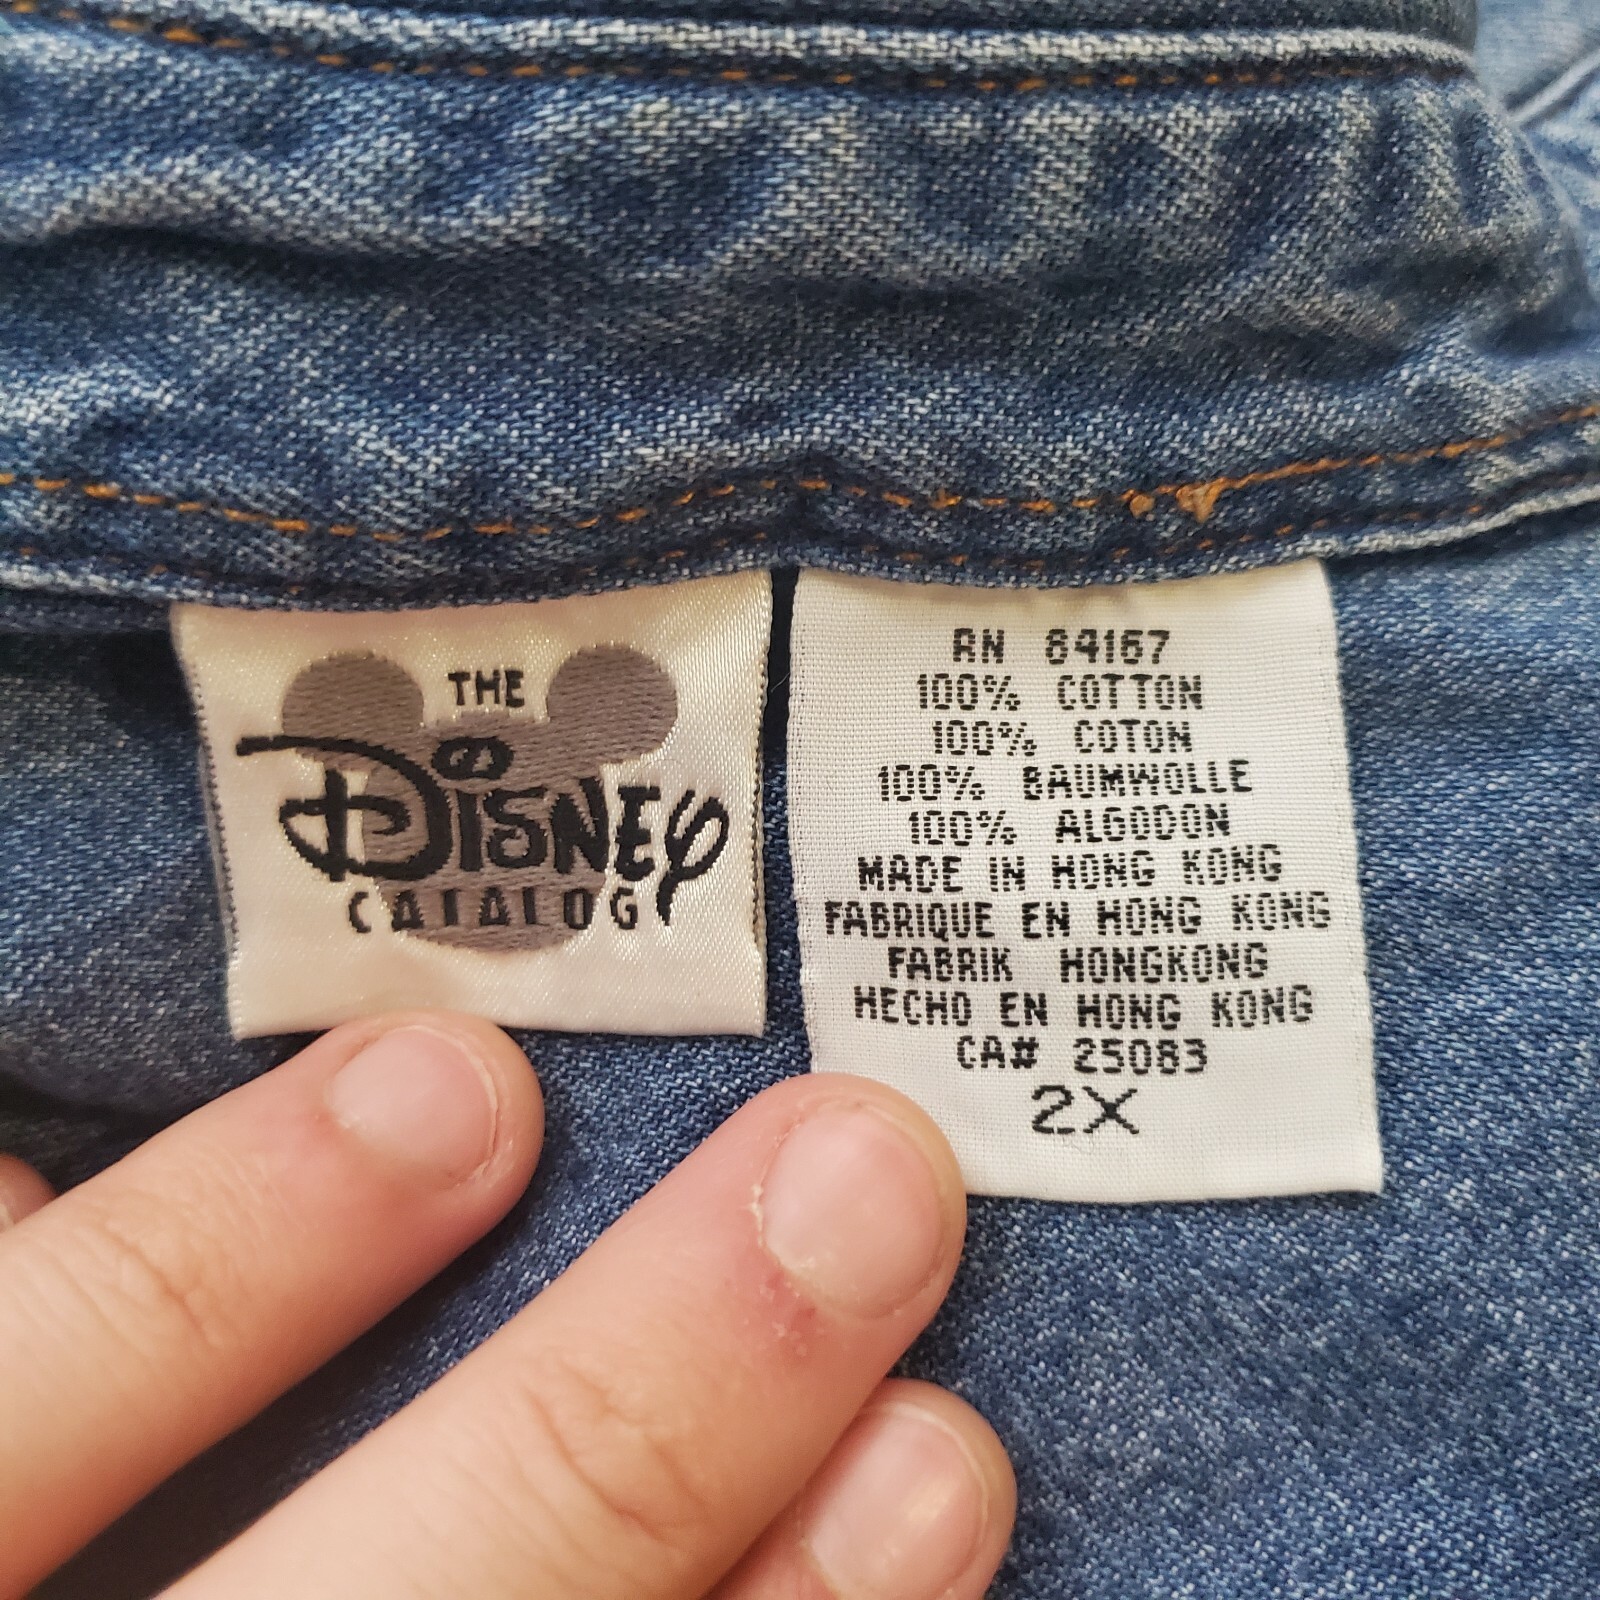 THE
DISNEY
CATALOG
RN 84167
100% COTTON
100% COTON
100% BAUMWOLLE
100% ALGODON
MADE IN HONG KONG
FABRIQUE EN HONG KONG
FABRIK HONGKONG
HECHO EN HONG KONG
CA# 25083
2X